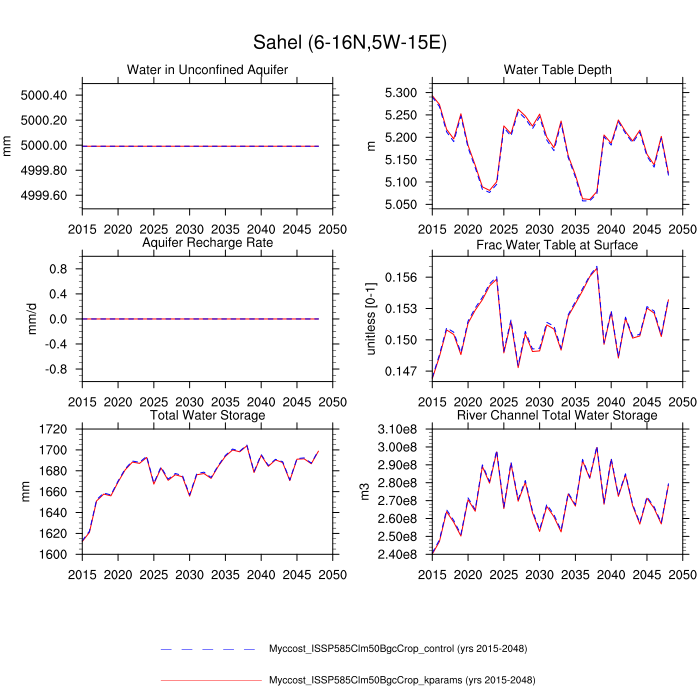 Sahel (6-16N,5W-15E)
Water in Unconfined Aquifer
5000.40
5000.20
5000.00
4999.80
4999.60
mm
2015 2020 2025 2030 2035 2040 2045 2050
Water Table Depth
5.300
5.250
5.200
5.150
5.100
5.050
m
2015 2020 2025 2030 2035 2040 2045 2050
Aquifer Recharge Rate
0.8
0.4
0.0
-0.4
-0.8
mm/d
2015 2020 2025 2030 2035 2040 2045 2050
Frac Water Table at Surface
0.156
0.153
0.150
0.147
unitless [0-1]
2015 2020 2025 2030 2035 2040 2045 2050
Total Water Storage
1720
1700
1680
1660
1640
1620
1600
mm
2015 2020 2025 2030 2035 2040 2045 2050
River Channel Total Water Storage
3.10e8
3.00e8
2.90e8
2.80e8
2.70e8
2.60e8
2.50e8
2.40e8
m3
2015 2020 2025 2030 2035 2040 2045 2050
Myccost_ISSP585Clm50BgcCrop_control (yrs 2015-2048)
Myccost_ISSP585Clm50BgcCrop_kparams (yrs 2015-2048)